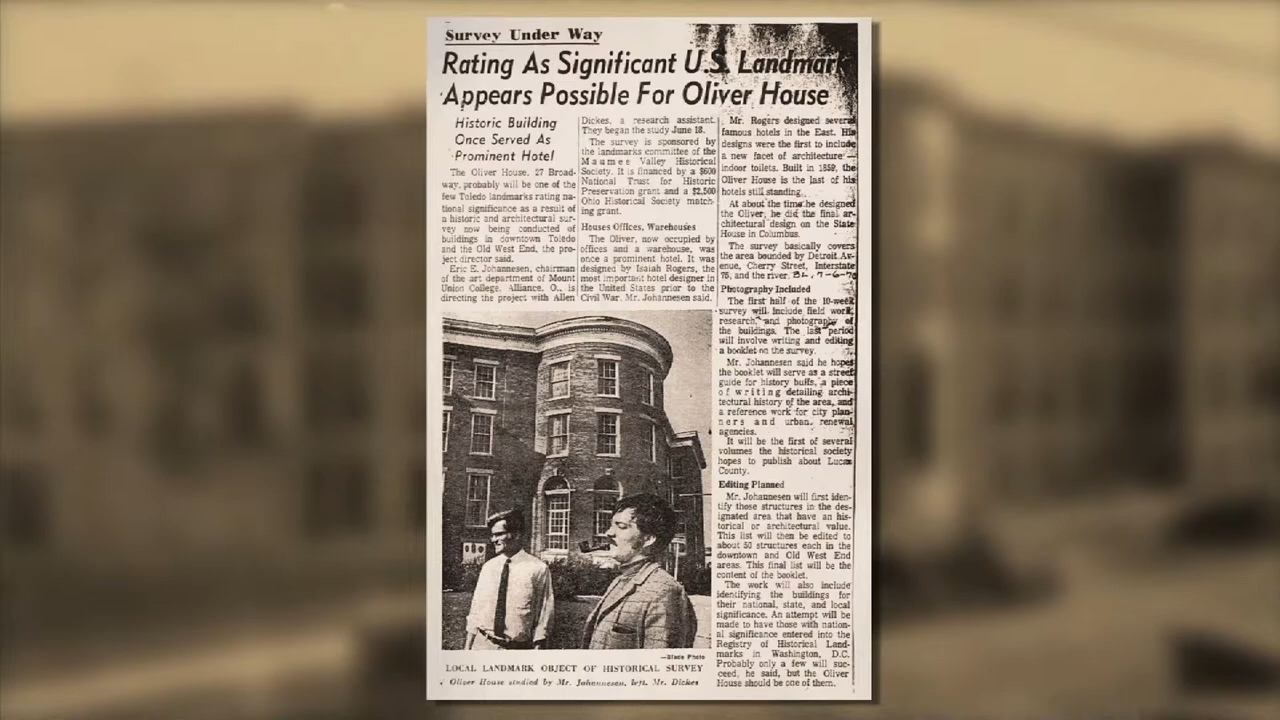 Survey Under Way
Rating As Significant U.S. Landmark
Appears Possible For Oliver House
Historic Building
Once Served As
Prominent Hotel
The Oliver House, 27 Broad-
way, probably will be one of the
few Toledo landmarks rating na-
tional significance as a result of
a historic and architectural sur-
vey now being conducted of
buildings in downtown Toledo
and the Old West End, the pro-
ject director said.
Eric E. Johannesen, chairman
of the art department of Mount
Union College, Alliance, O., is
directing the project with Allen
Dickes, a research assistant.
They began the study June 18.
The survey is sponsored by
the landmarks committee of the
Maumee Valley Historical
Society. It is financed by a $600
National Trust for Historic
Preservation grant and a $2,500
Ohio Historical Society match-
ing grant.
Houses Offices, Warehouses
The Oliver, now occupied by
offices and a warehouse, was
once a prominent hotel. It was
designed by Isaiah Rogers, the
most important hotel designer in
the United States prior to the
Civil War, Mr. Johannesen said.
Mr. Rogers designed several
famous hotels in the East. His
designs were the first to include
a new facet of architecture —
indoor toilets. Built in 1859, the
Oliver House is the last of his
hotels still standing.
At about the time he designed
the Oliver, he did the final ar-
chitectural design on the State
House in Columbus.
The survey basically covers
the area bounded by Detroit Av-
enue, Cherry Street, Interstate
75, and the river. BL, 7-6-70
Photography Included
The first half of the 10-week
survey will include field work,
research, and photography of
the buildings. The last period
will involve writing and editing
a booklet on the survey.
Mr. Johannesen said he hopes
the booklet will serve as a street
guide for history buffs, a piece
of writing detailing archi-
tectural history of the area, and
a reference work for city plan-
ners and urban renewal
agencies.
It will be the first of several
volumes the historical society
hopes to publish about Lucas
County.
Editing Planned
Mr. Johannesen will first iden-
tify those structures in the des-
ignated area that have an his-
torical or architectural value.
This list will then be edited to
about 50 structures each in the
downtown and Old West End
areas. This final list will be the
content of the booklet.
The work will also include
identifying the buildings for
their national, state, and local
significance. An attempt will be
made to have those with nation-
al significance entered into the
Registry of Historical Land-
marks in Washington, D.C.
Probably only a few will suc-
ceed, he said, but the Oliver
House should be one of them.
—Blade Photo
LOCAL LANDMARK OBJECT OF HISTORICAL SURVEY
Oliver House studied by Mr. Johannesen, left, Mr. Dickes